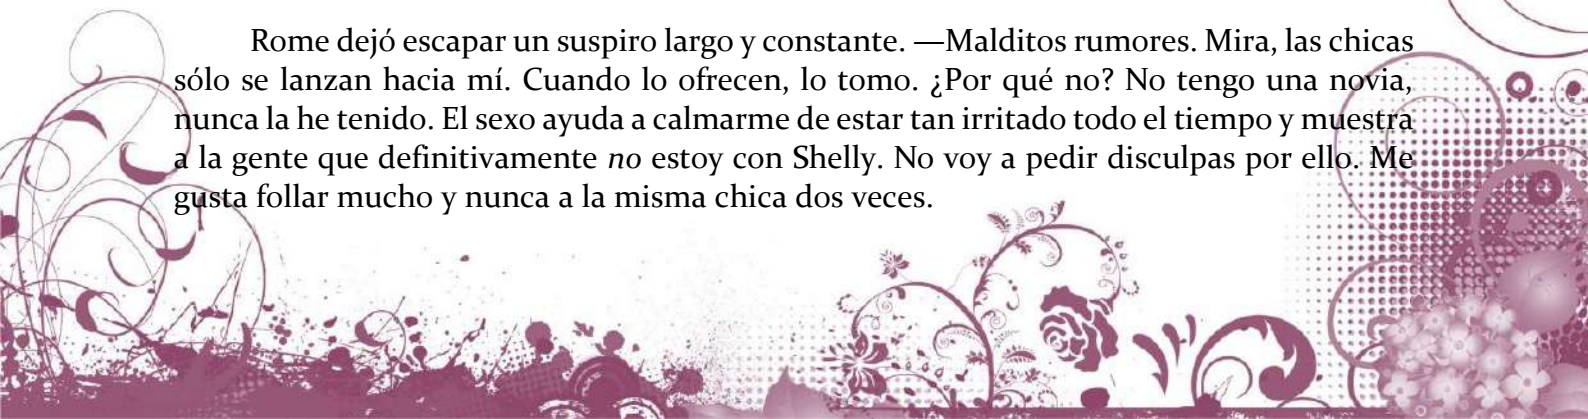 Rome dejó escapar un suspiro largo y constante. —Malditos rumores. Mira, las chicas
sólo se lanzan hacia mí. Cuando lo ofrecen, lo tomo. ¿Por qué no? No tengo una novia,
nunca la he tenido. El sexo ayuda a calmarme de estar tan irritado todo el tiempo y muestra
a la gente que definitivamente no estoy con Shelly. No voy a pedir disculpas por ello. Me
gusta follar mucho y nunca a la misma chica dos veces.